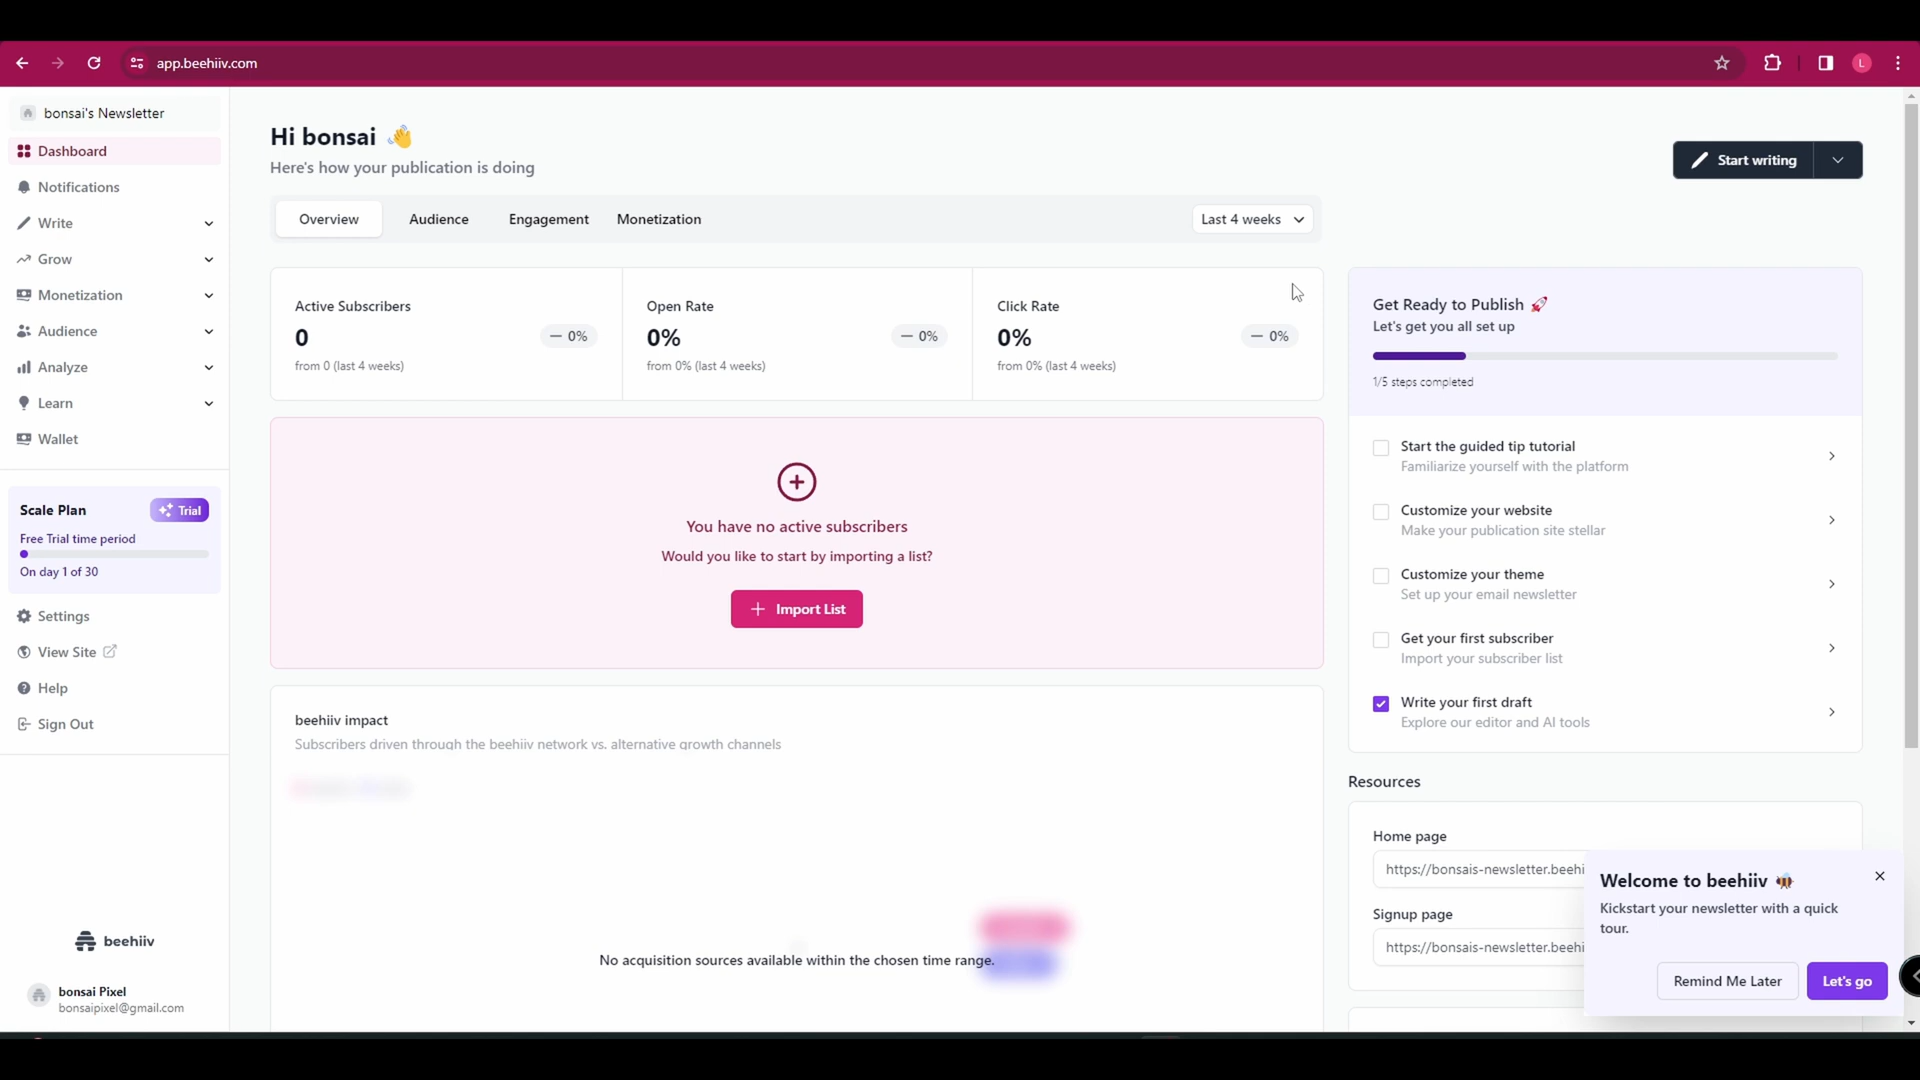 app.beehiiv.com
L
bonsai's Newsletter
Dashboard
Notifications
Write
Grow
Monetization
Audience
Analyze
Learn
Wallet
Scale Plan
Trial
Free Trial time period
On day 1 of 30
Settings
View Site
Help
Sign Out
beehiiv
bonsai Pixel
bonsaipixel@gmail.com
Hi bonsai 👋
Here's how your publication is doing
Start writing
Overview Audience Engagement Monetization
Last 4 weeks
Active Subscribers
0
— 0%
from 0 (last 4 weeks)
Open Rate
0%
— 0%
from 0% (last 4 weeks)
Click Rate
0%
— 0%
from 0% (last 4 weeks)
You have no active subscribers
Would you like to start by importing a list?
+ Import List
beehiiv impact
Subscribers driven through the beehiiv network vs. alternative growth channels
No acquisition sources available within the chosen time range.
Get Ready to Publish 🚀
Let's get you all set up
1/5 steps completed
Start the guided tip tutorial
Familiarize yourself with the platform
Customize your website
Make your publication site stellar
Customize your theme
Set up your email newsletter
Get your first subscriber
Import your subscriber list
Write your first draft
Explore our editor and AI tools
Resources
Home page
https://bonsais-newsletter.beehi
Signup page
https://bonsais-newsletter.beehi
Welcome to beehiiv 🐝
Kickstart your newsletter with a quick
tour.
Remind Me Later
Let's go